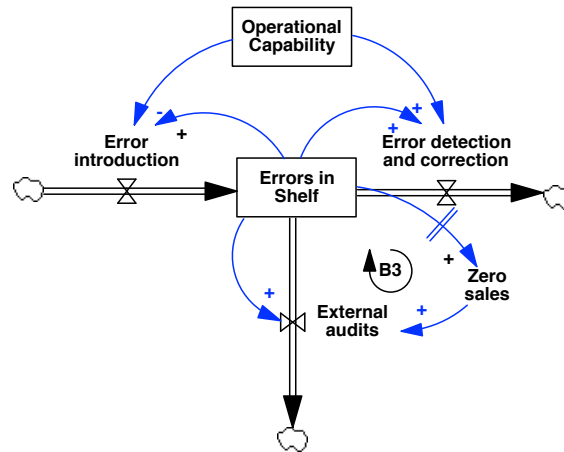 Operational
Capability
-
+
+
+
Error
introduction
Error detection
and correction
Errors in
Shelf
B3
+
Zero
sales
+
External
audits
+